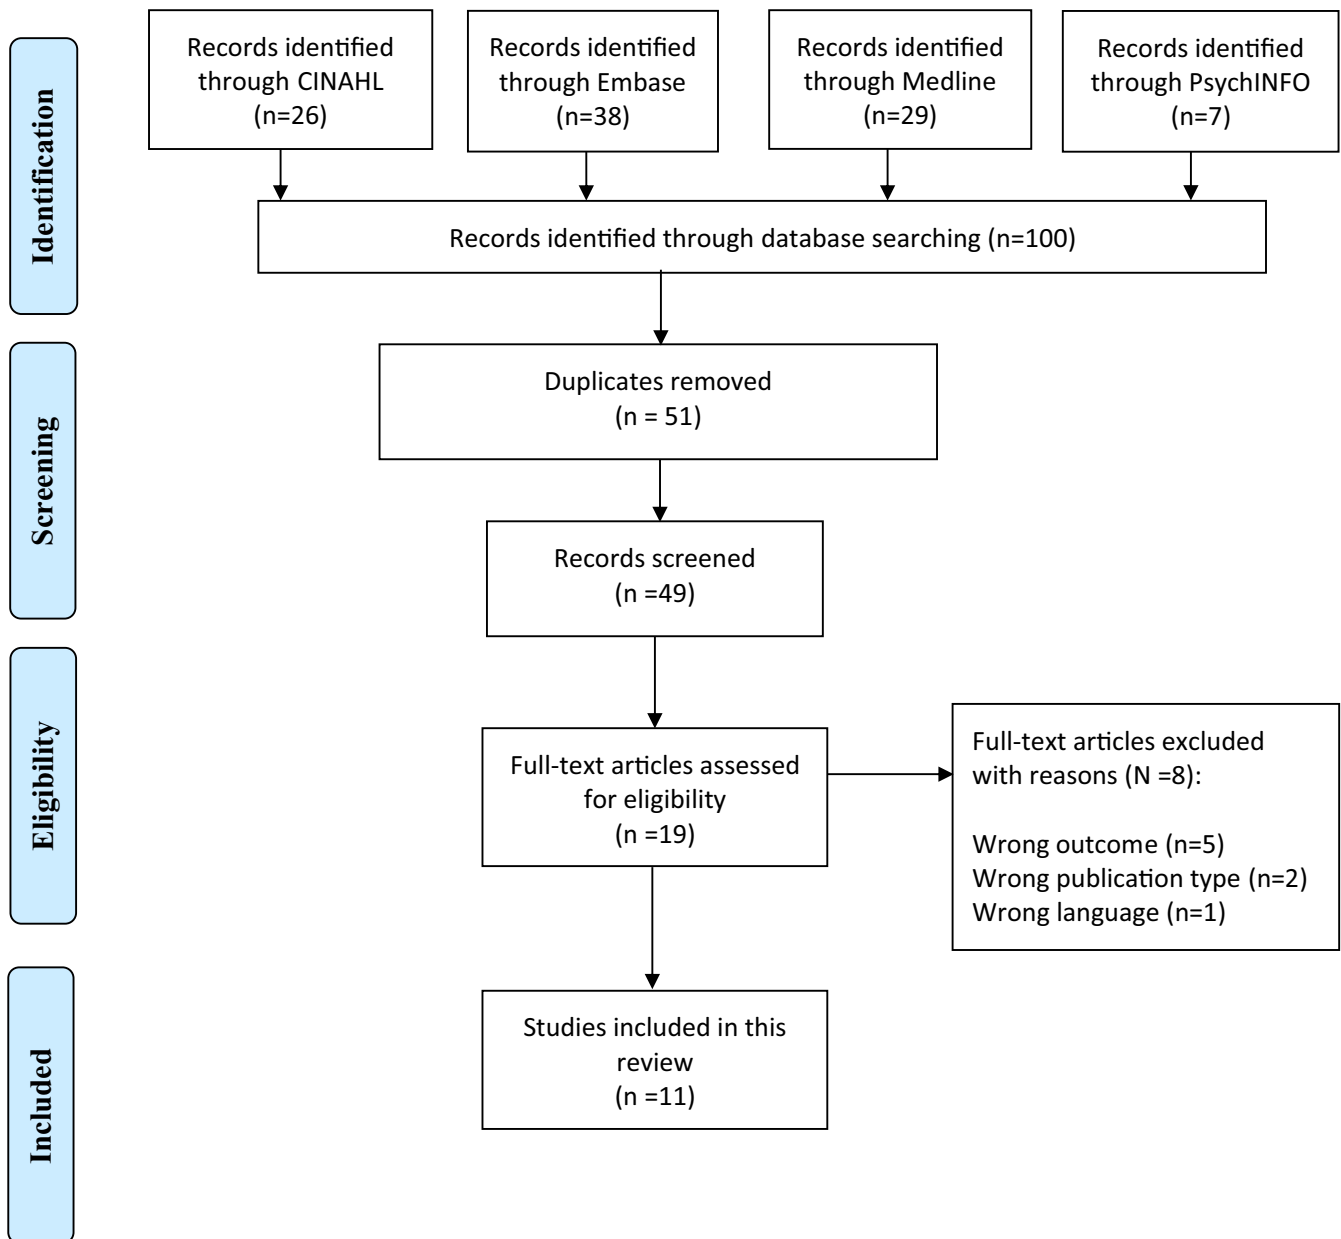 Identification
Records identified
through CINAHL
(n=26)
Records identified
through Embase
(n=38)
Records identified
through Medline
(n=29)
Records identified
through PsychINFO
(n=7)
Records identified through database searching (n=100)
Screening
Duplicates removed
(n = 51)
Records screened
(n =49)
Eligibility
Full-text articles assessed
for eligibility
(n =19)
Full-text articles excluded
with reasons (N =8):
Wrong outcome (n=5)
Wrong publication type (n=2)
Wrong language (n=1)
Included
Studies included in this
review
(n =11)